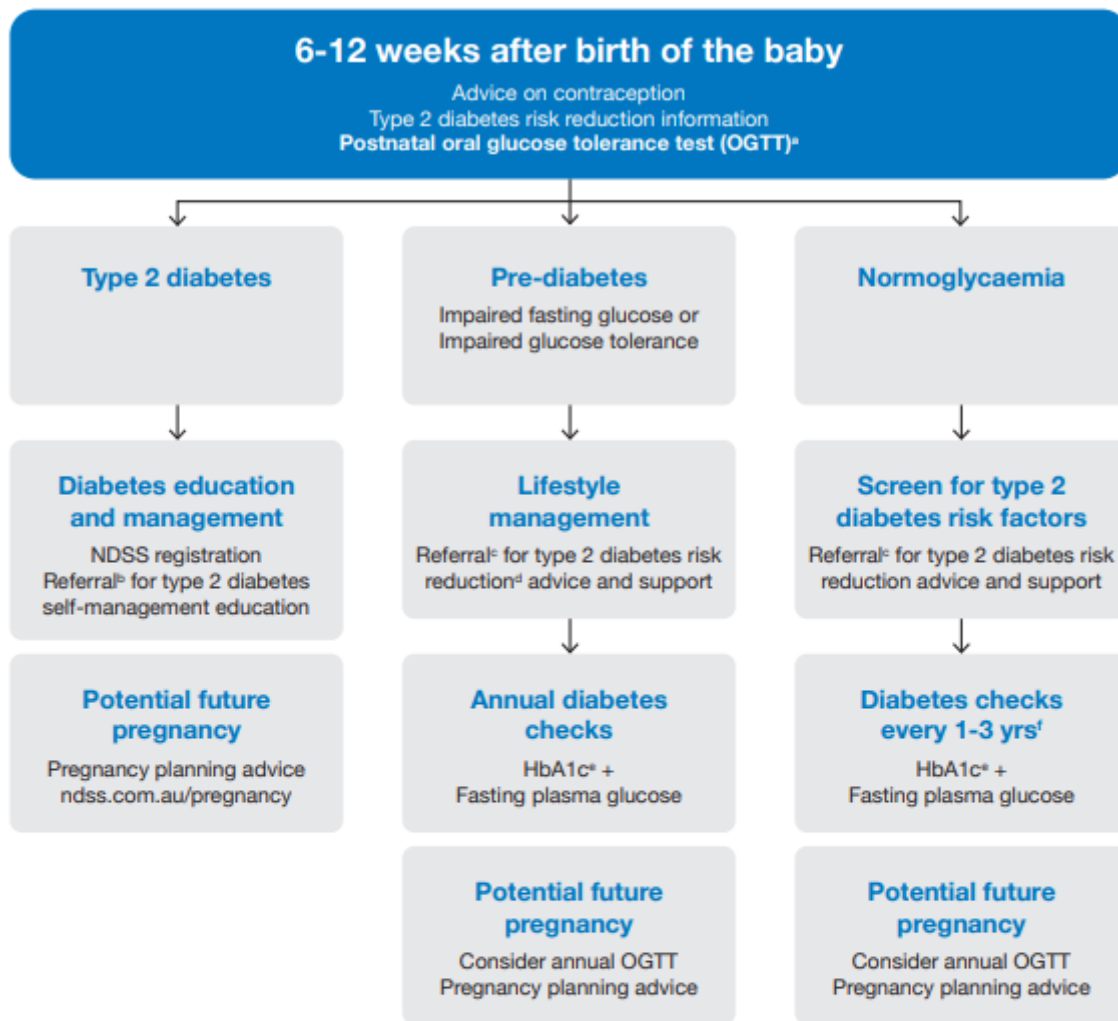 6-12 weeks after birth of the baby
Advice on contraception
Type 2 diabetes risk reduction information
Postnatal oral glucose tolerance test (OGTT)ᵃ
Type 2 diabetes
Pre-diabetes
Impaired fasting glucose or
Impaired glucose tolerance
Normoglycaemia
Diabetes education
and management
NDSS registration
Referralᵇ for type 2 diabetes
self-management education
Lifestyle
management
Referralᶜ for type 2 diabetes risk
reductionᵈ advice and support
Screen for type 2
diabetes risk factors
Referralᶜ for type 2 diabetes risk
reduction advice and support
Potential future
pregnancy
Pregnancy planning advice
ndss.com.au/pregnancy
Annual diabetes
checks
HbA1cᵉ +
Fasting plasma glucose
Diabetes checks
every 1-3 yrsᶠ
HbA1cᵉ +
Fasting plasma glucose
Potential future
pregnancy
Consider annual OGTT
Pregnancy planning advice
Potential future
pregnancy
Consider annual OGTT
Pregnancy planning advice